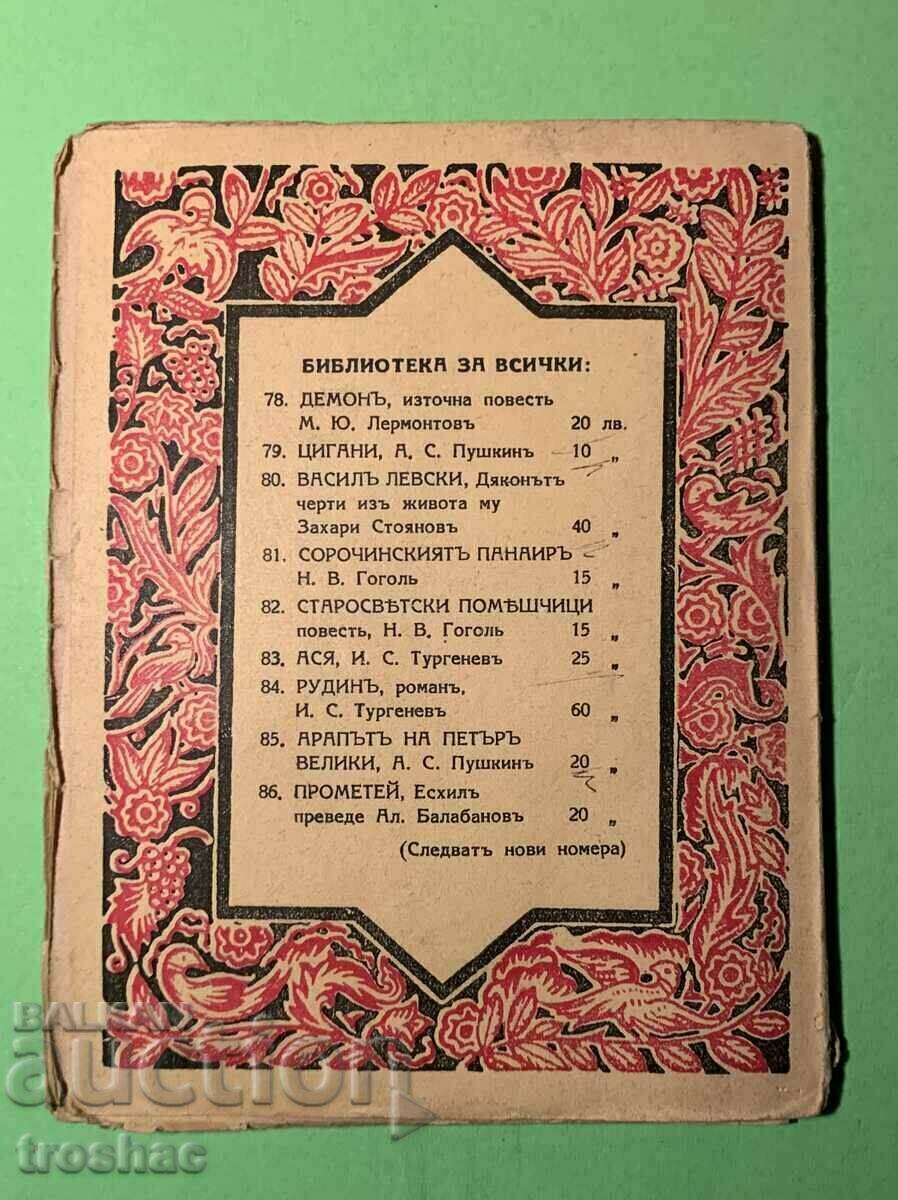 БИБЛИОТЕКА ЗА ВСИЧКИ:
78. ДЕМОНЪ, източна повесть
М. Ю. Лермонтовъ 20 лв.
79. ЦИГАНИ, А. С. Пушкинъ 10 „
80. ВАСИЛЪ ЛЕВСКИ, Дяконътъ
черти изъ живота му
Захари Стояновъ 40 „
81. СОРОЧИНСКИЯТЪ ПАНАИРЪ
Н. В. Гоголь 15 „
82. СТАРОСВѢТСКИ ПОМѢШЧИЦИ
повесть, Н. В. Гоголь 15 „
83. АСЯ, И. С. Тургеневъ 25 „
84. РУДИНЪ, романъ,
И. С. Тургеневъ 60 „
85. АРАПЪТЪ НА ПЕТЪРЪ
ВЕЛИКИ, А. С. Пушкинъ 20 „
86. ПРОМЕТЕЙ, Есхилъ
преведе Ал. Балабановъ 20 „
(Следватъ нови номера)
BALKAN
auction
troshac